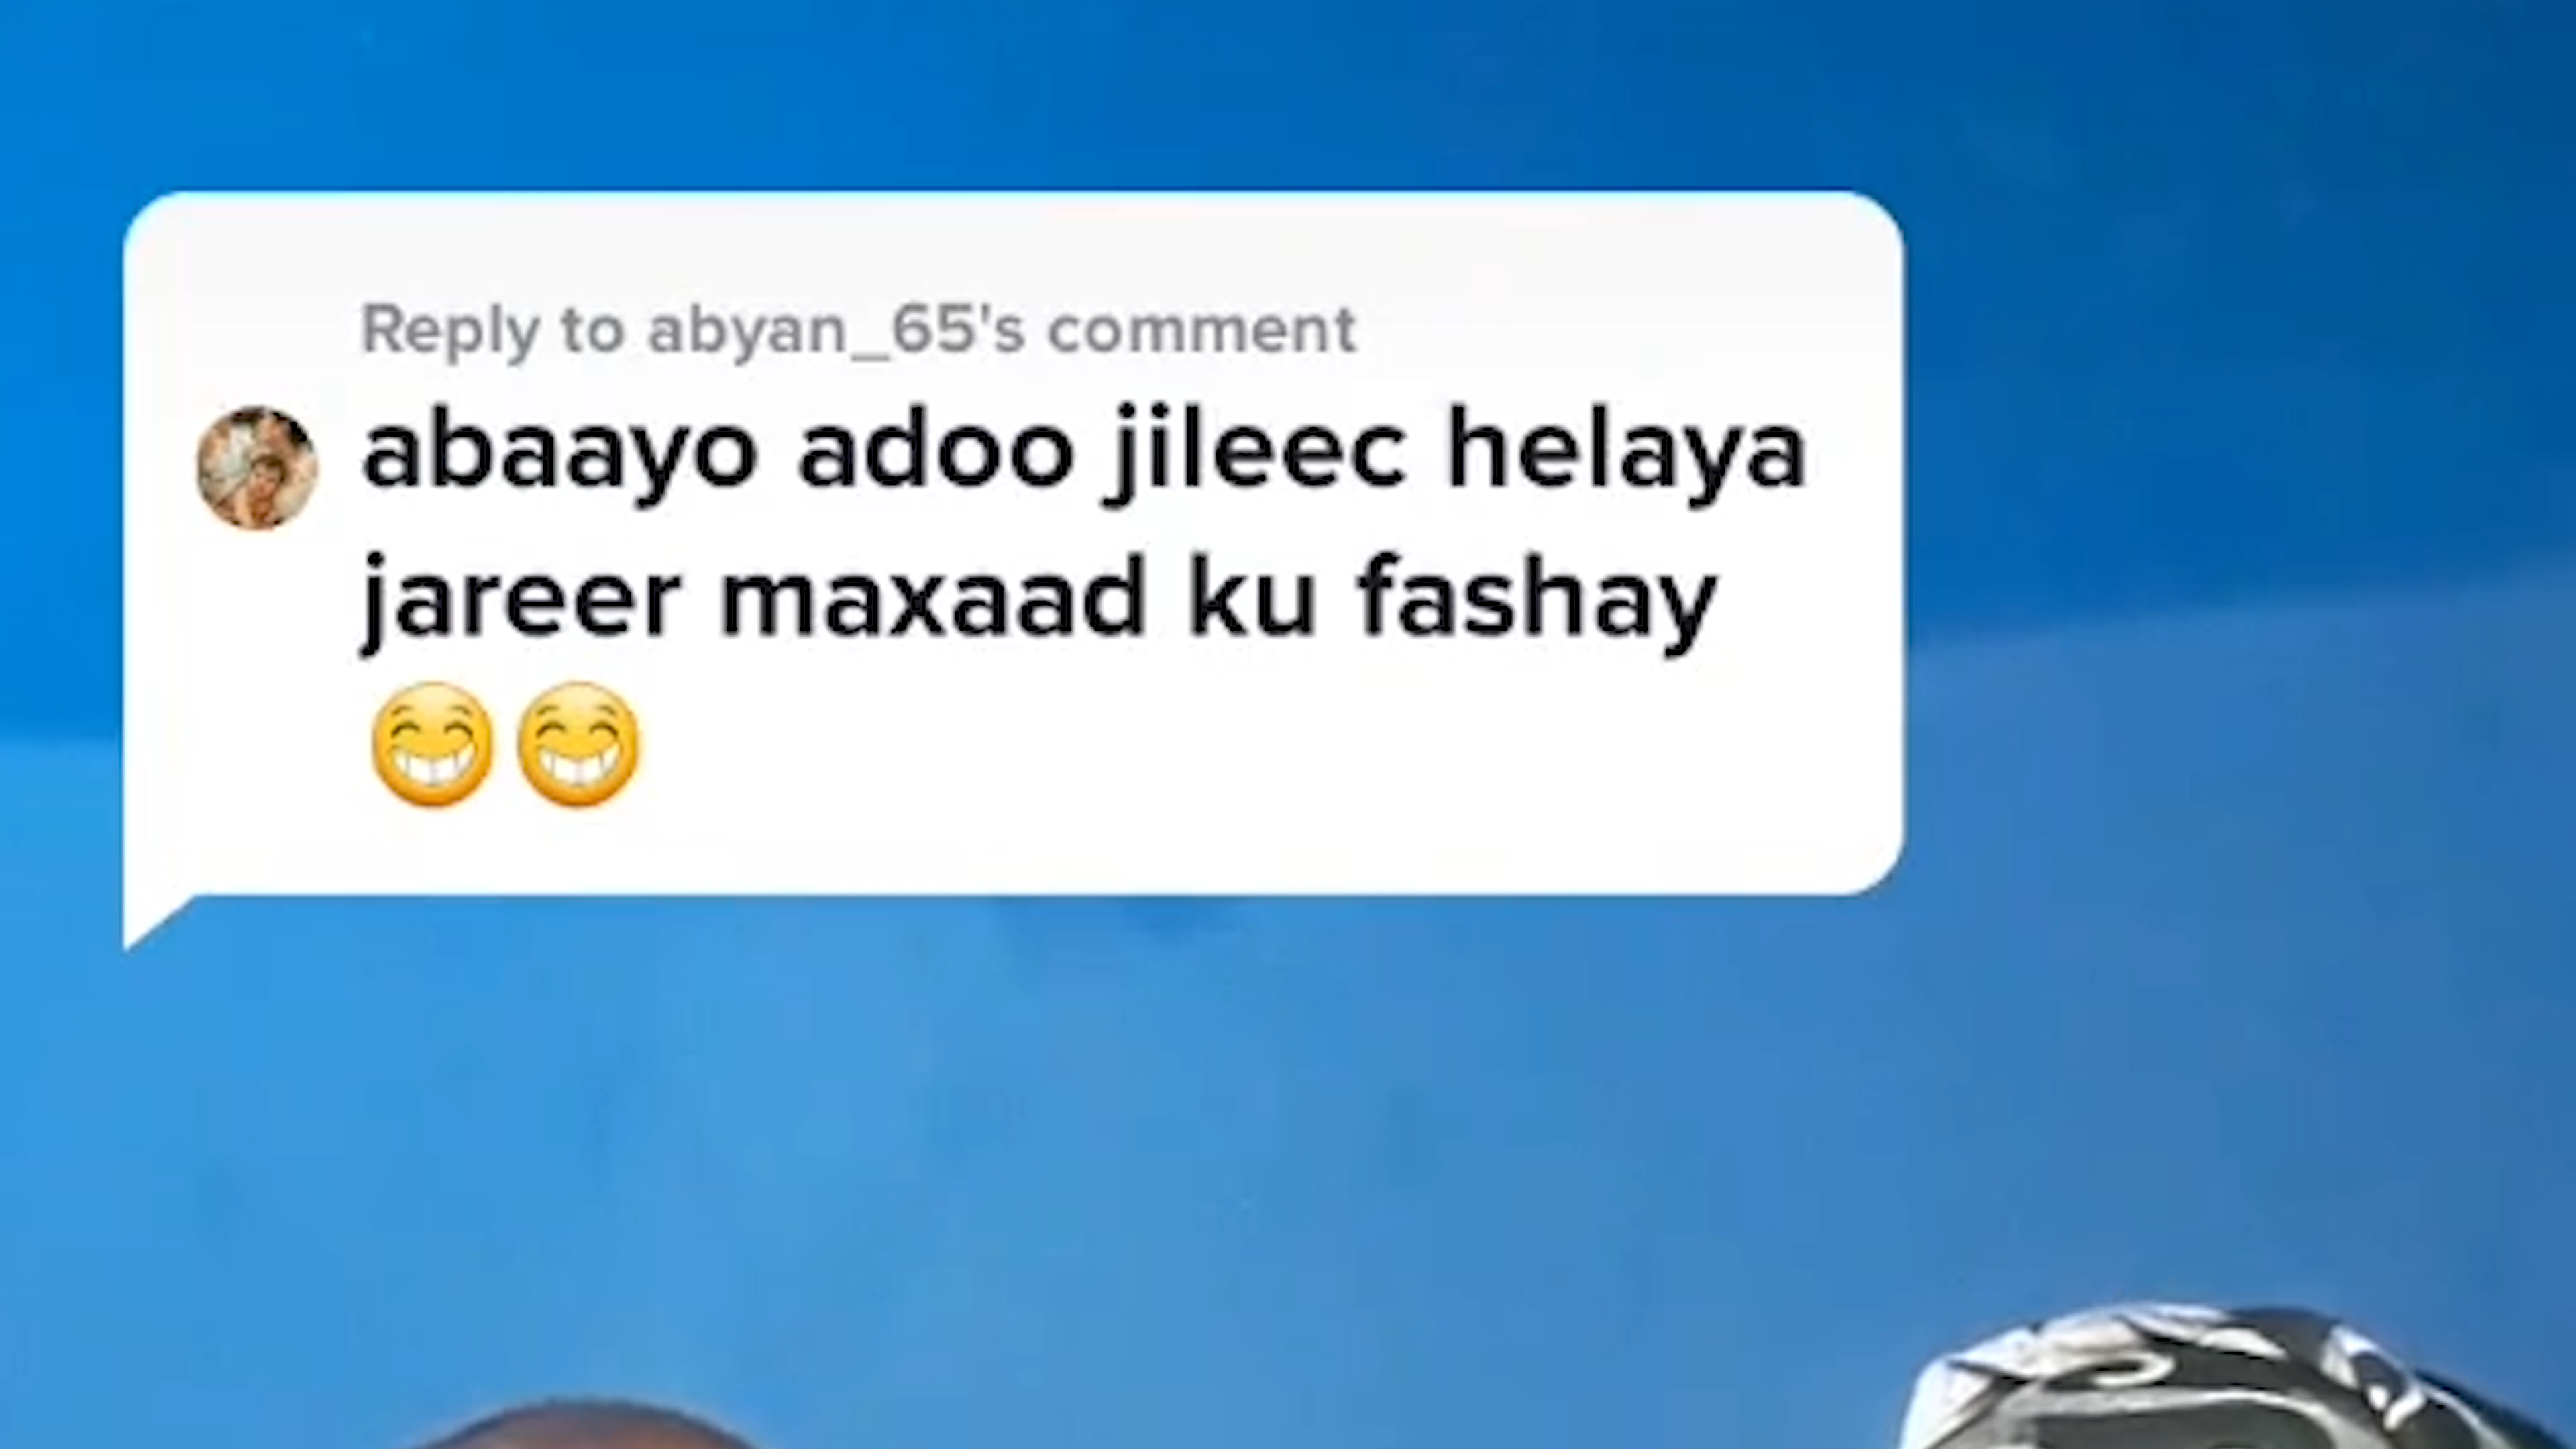 Reply to abyan_65's comment
abaayo adoo jileec helaya
jareer maxaad ku fashay
😁😁